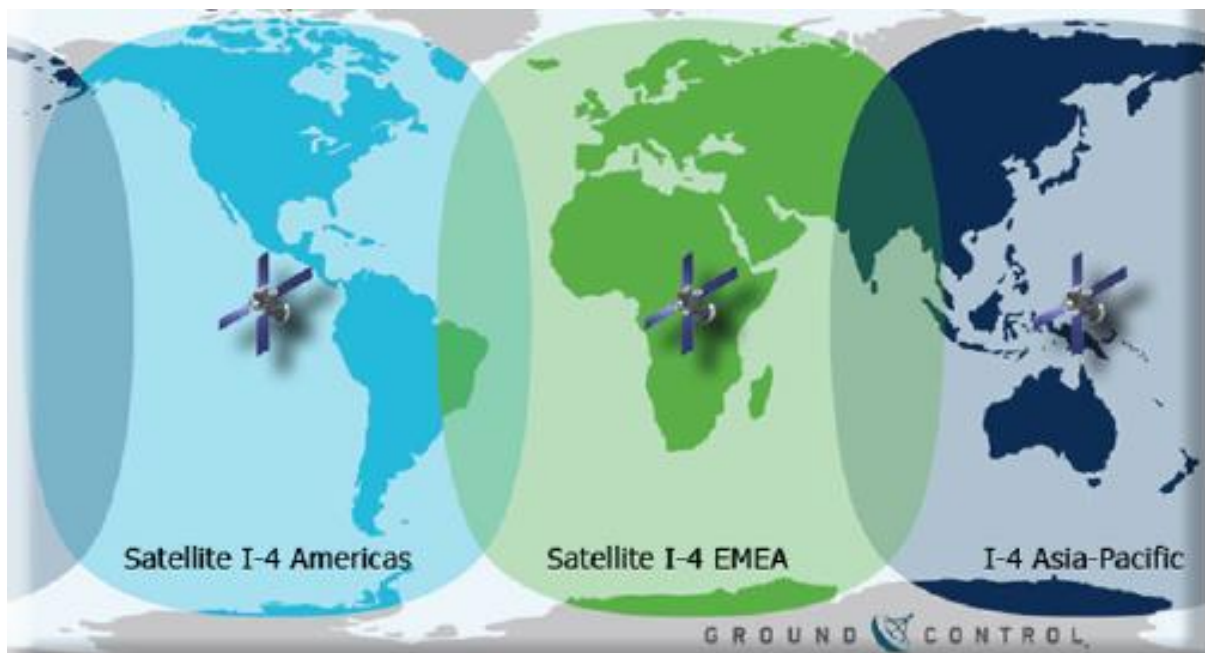 Satellite I-4 Americas
Satellite I-4 EMEA
I-4 Asia-Pacific
GROUND CONTROL